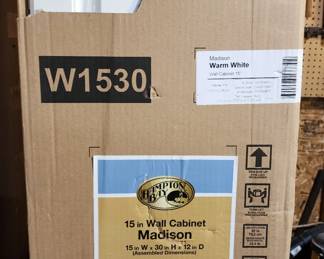 Madison
Warm White
Wall Cabinet 15"
W1530
HAMPTON
BAY
15 in Wall Cabinet
Madison
15 in W x 30 in H x 12 in D
(Assembled Dimensions)